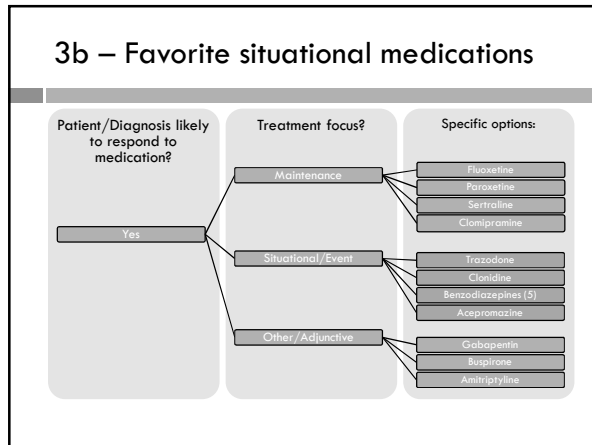 3b – Favorite situational medications
Patient/Diagnosis likely
to respond to
medication?
Treatment focus?
Specific options:
Yes
Maintenance
Fluoxetine
Paroxetine
Sertraline
Clomipramine
Situational/Event
Trazodone
Clonidine
Benzodiazepines (5)
Acepromazine
Other/Adjunctive
Gabapentin
Buspirone
Amitriptyline